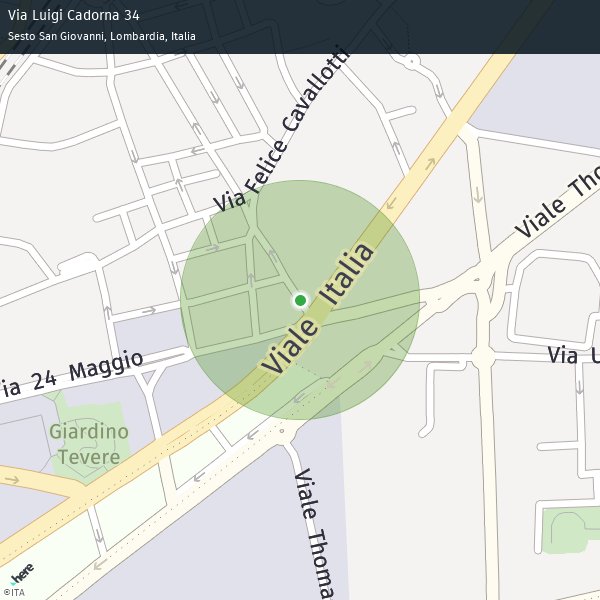 Via Luigi Cadorna 34
Sesto San Giovanni, Lombardia, Italia
Via Felice Cavallotti
Viale Tho
Viale Italia
Via U
ia 24 Maggio
Giardino
Tevere
Viale Thoma
here
©ITA